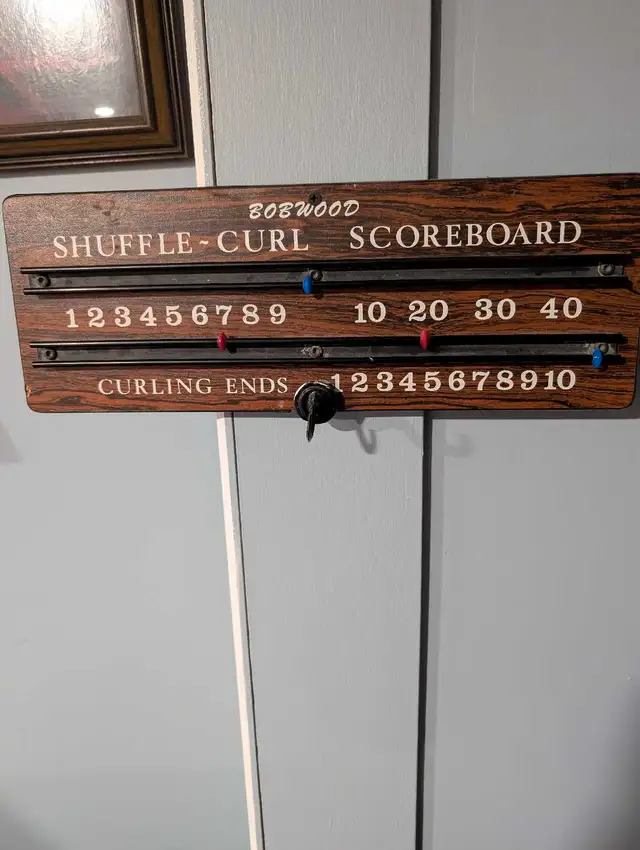 BOBWOOD
SHUFFLE-CURL SCOREBOARD
1 2 3 4 5 6 7 8 9 10 20 30 40
CURLING ENDS 1 2 3 4 5 6 7 8 9 10